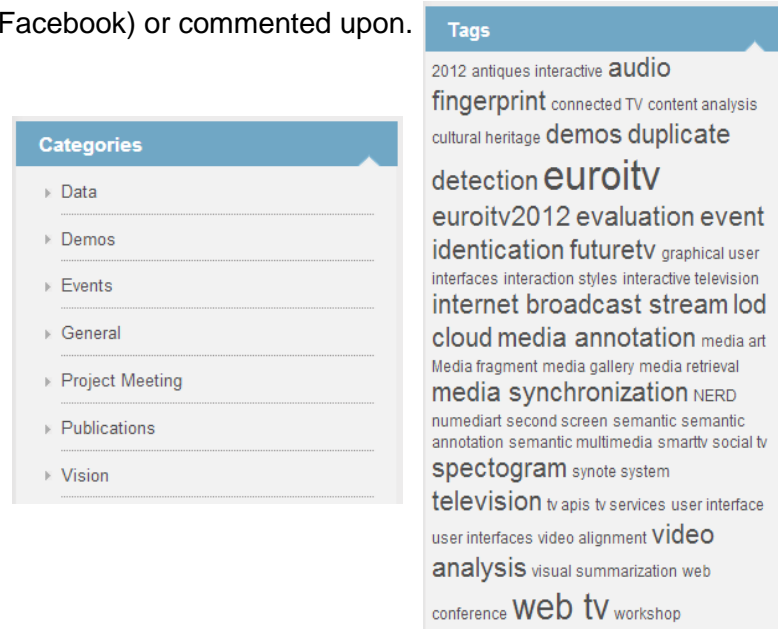 Facebook) or commented upon.
Categories
Data
Demos
Events
General
Project Meeting
Publications
Vision
Tags
2012 antiques interactive audio
fingerprint connected TV content analysis
cultural heritage demos duplicate
detection euroitv
euroitv2012 evaluation event
identication futuretv graphical user
interfaces interaction styles interactive television
internet broadcast stream lod
cloud media annotation media art
Media fragment media gallery media retrieval
media synchronization NERD
numediart second screen semantic semantic
annotation semantic multimedia smarttv social tv
spectogram synote system
television tv apis tv services user interface
user interfaces video alignment video
analysis visual summarization web
conference web tv workshop